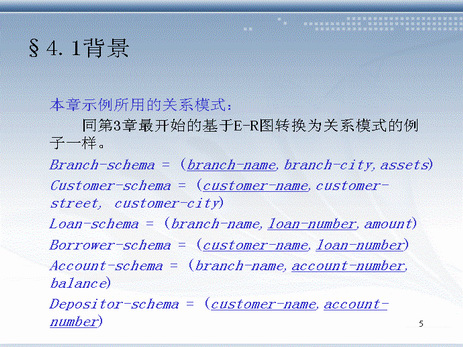 §4.1背景
本章示例所用的关系模式：
同第3章最开始的基于E-R图转换为关系模式的例
子一样。
Branch-schema = (branch-name,branch-city,assets)
Customer-schema = (customer-name,customer-
street, customer-city)
Loan-schema = (branch-name,loan-number,amount)
Borrower-schema = (customer-name,loan-number)
Account-schema = (branch-name,account-number,
balance)
Depositor-schema = (customer-name,account-
number)
5